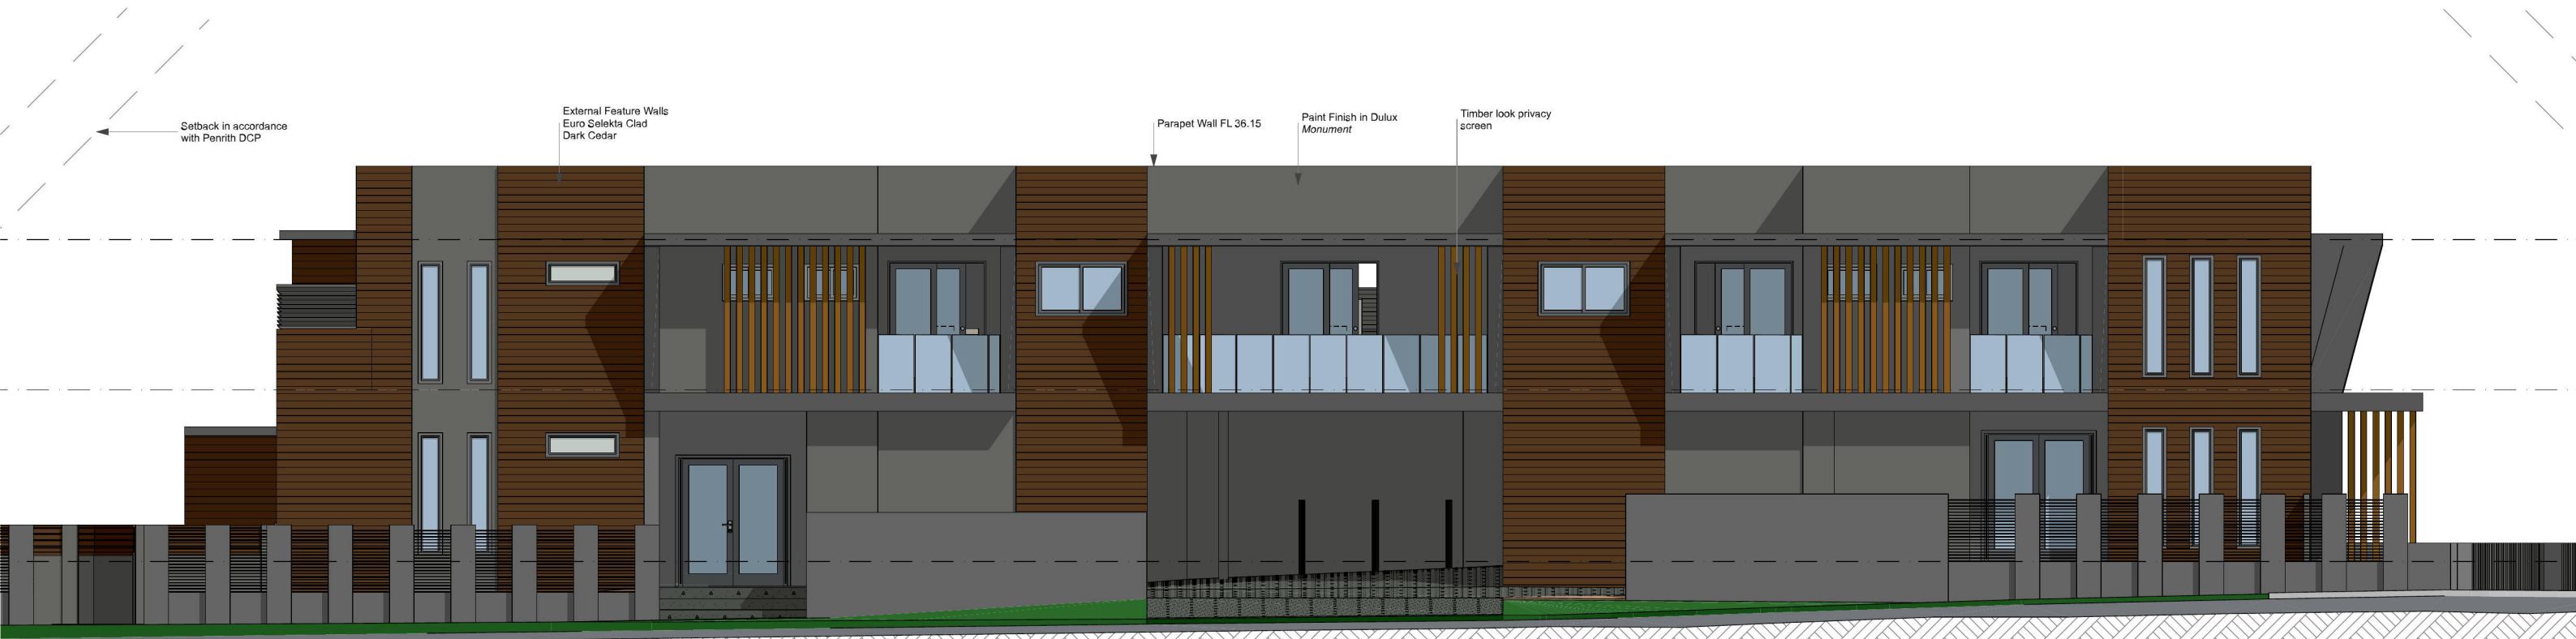 Setback in accordance
with Penrith DCP
External Feature Walls
Euro Selekta Clad
Dark Cedar
Parapet Wall FL 36.15
Paint Finish in Dulux
Monument
Timber look privacy
screen